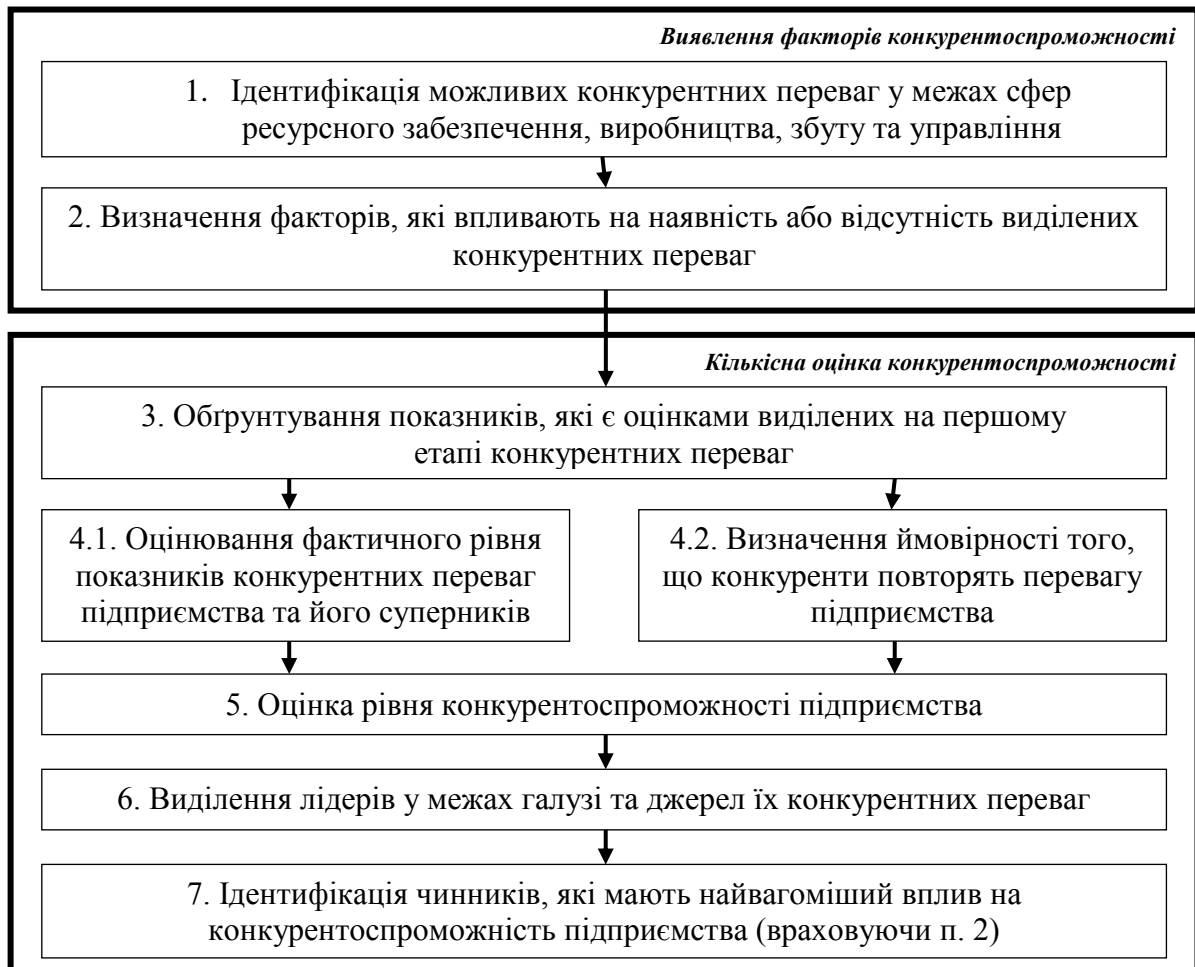 Виявлення факторів конкурентоспроможності
1. Ідентифікація можливих конкурентних переваг у межах сфер
ресурсного забезпечення, виробництва, збуту та управління
2. Визначення факторів, які впливають на наявність або відсутність виділених
конкурентних переваг
Кількісна оцінка конкурентоспроможності
3. Обґрунтування показників, які є оцінками виділених на першому
етапі конкурентних переваг
4.1. Оцінювання фактичного рівня
показників конкурентних переваг
підприємства та його суперників
4.2. Визначення ймовірності того,
що конкуренти повторять перевагу
підприємства
5. Оцінка рівня конкурентоспроможності підприємства
6. Виділення лідерів у межах галузі та джерел їх конкурентних переваг
7. Ідентифікація чинників, які мають найвагоміший вплив на
конкурентоспроможність підприємства (враховуючи п. 2)